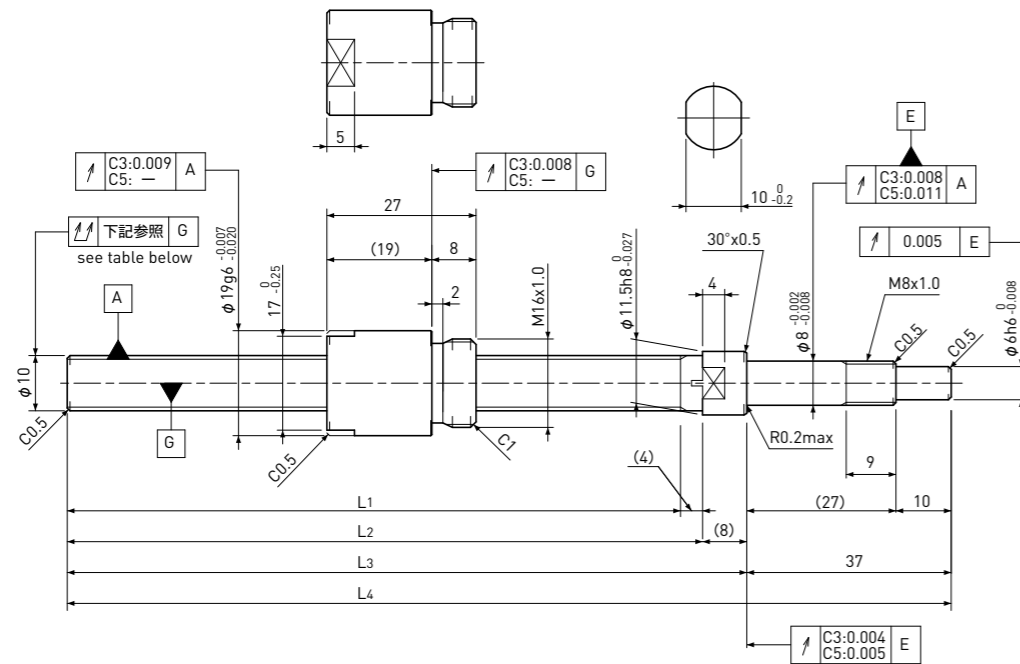 5
E
C3:0.009
C5: —
A
C3:0.008
C5: —
G
C3:0.008
C5:0.011
A
27
10 0 -0.2
下記参照
G
see table below
(19)
8
30°x0.5
0.005
E
φ19g6 -0.007 -0.020
17 0 -0.25
2
M16x1.0
φ11.5h8 0 -0.027
4
φ8 -0.002 -0.008
M8x1.0
C0.5
C0.5
φ6h6 0 -0.008
A
φ10
G
C0.5
C0.5
C1
R0.2max
9
(4)
L1
(27)
10
L2
(8)
L3
37
L4
C3:0.004
C5:0.005
E